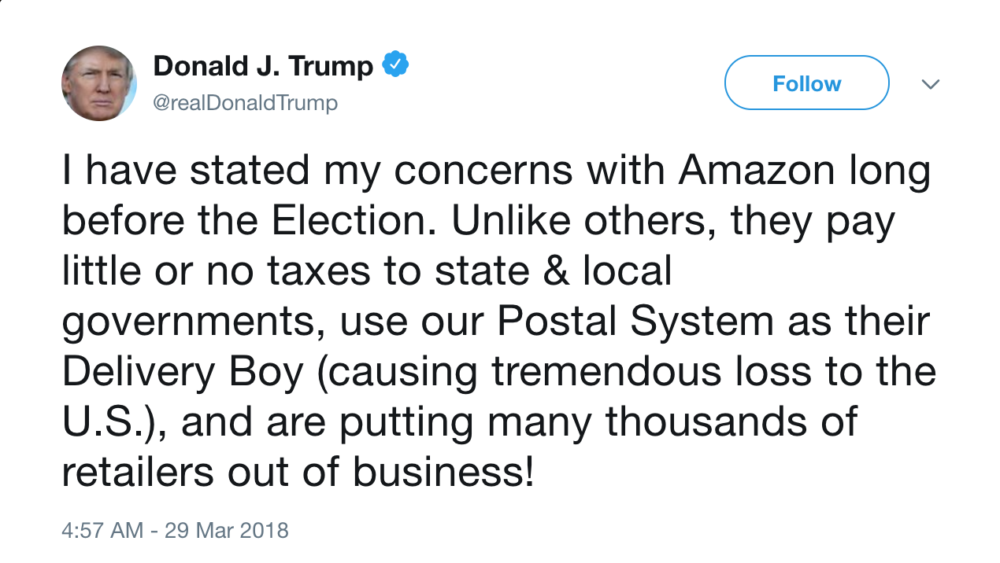 Donald J. Trump
@realDonaldTrump
Follow
I have stated my concerns with Amazon long
before the Election. Unlike others, they pay
little or no taxes to state & local
governments, use our Postal System as their
Delivery Boy (causing tremendous loss to the
U.S.), and are putting many thousands of
retailers out of business!
4:57 AM - 29 Mar 2018